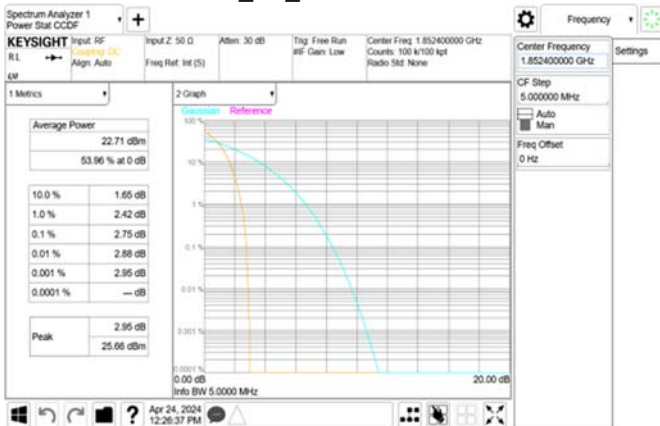 Spectrum Analyzer 1
Power Stat CCDF
+
Frequency
KEYSIGHT
RL
Input: RF
Coupling: DC
Align: Auto
Input Z: 50 Ω
Freq Ref: Int (S)
Atten: 30 dB
Trig: Free Run
#IF Gain: Low
Center Freq: 1.852400000 GHz
Counts: 100 k/100 kpt
Radio Std: None
Center Frequency
1.852400000 GHz
Settings
CF Step
5.000000 MHz
Auto
Man
Freq Offset
0 Hz
1 Metrics
Average Power
22.71 dBm
53.96 % at 0 dB
10.0 % 1.65 dB
1.0 % 2.42 dB
0.1 % 2.75 dB
0.01 % 2.88 dB
0.001 % 2.95 dB
0.0001 % --- dB
Peak
2.95 dB
25.66 dBm
2 Graph
Gaussian Reference
100 %
10 %
1 %
0.1 %
0.01 %
0.001 %
0.0001 %
0.00 dB 20.00 dB
Info BW 5.0000 MHz
?
Apr 24, 2024
12:26:37 PM